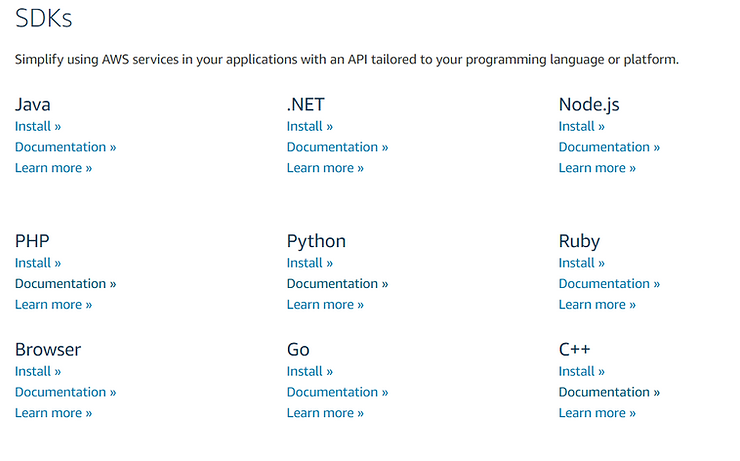 SDKs
Simplify using AWS services in your applications with an API tailored to your programming language or platform.
Java
Install »
Documentation »
Learn more »
.NET
Install »
Documentation »
Learn more »
Node.js
Install »
Documentation »
Learn more »
PHP
Install »
Documentation »
Learn more »
Python
Install »
Documentation »
Learn more »
Ruby
Install »
Documentation »
Learn more »
Browser
Install »
Documentation »
Learn more »
Go
Install »
Documentation »
Learn more »
C++
Install »
Documentation »
Learn more »